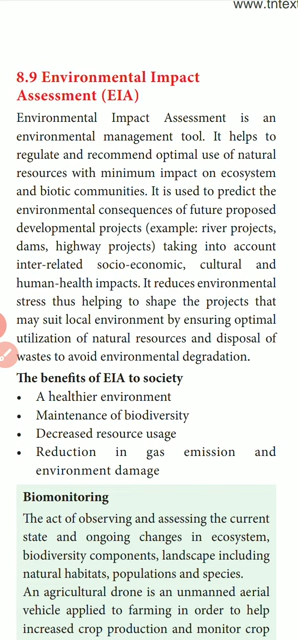 www.tntext
8.9 Environmental Impact
Assessment (EIA)
Environmental Impact Assessment is an
environmental management tool. It helps to
regulate and recommend optimal use of natural
resources with minimum impact on ecosystem
and biotic communities. It is used to predict the
environmental consequences of future proposed
developmental projects (example: river projects,
dams, highway projects) taking into account
inter-related socio-economic, cultural and
human-health impacts. It reduces environmental
stress thus helping to shape the projects that
may suit local environment by ensuring optimal
utilization of natural resources and disposal of
wastes to avoid environmental degradation.
The benefits of EIA to society
• A healthier environment
• Maintenance of biodiversity
• Decreased resource usage
• Reduction in gas emission and
environment damage
Biomonitoring
The act of observing and assessing the current
state and ongoing changes in ecosystem,
biodiversity components, landscape including
natural habitats, populations and species.
An agricultural drone is an unmanned aerial
vehicle applied to farming in order to help
increased crop production and monitor crop